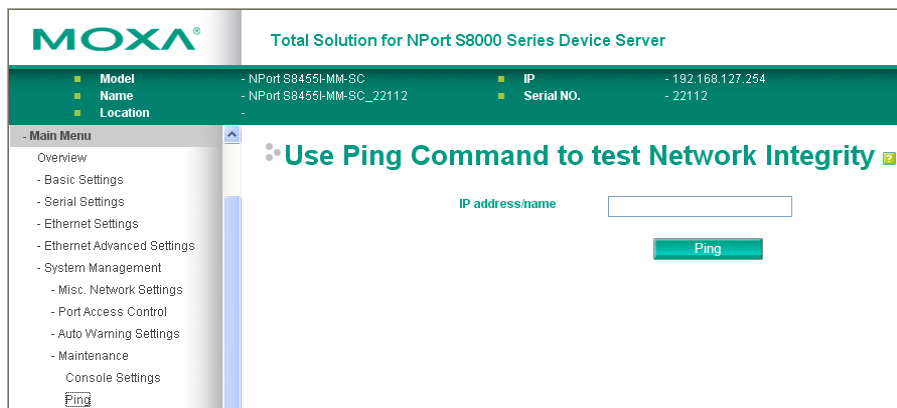 MOXA®
Total Solution for NPort S8000 Series Device Server
Model - NPort S8455I-MM-SC IP - 192.168.127.254
Name - NPort S8455I-MM-SC_22112 Serial NO. - 22112
Location -
- Main Menu
Overview
- Basic Settings
- Serial Settings
- Ethernet Settings
- Ethernet Advanced Settings
- System Management
- Misc. Network Settings
- Port Access Control
- Auto Warning Settings
- Maintenance
Console Settings
Ping
Use Ping Command to test Network Integrity ?
IP address/name
Ping